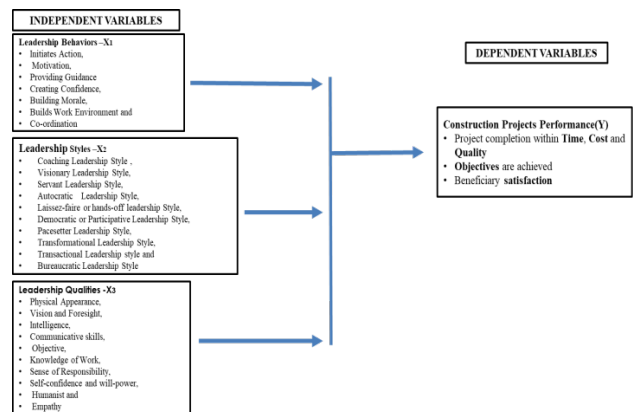 INDEPENDENT VARIABLES
Leadership Behaviors –X1
• Initiates Action,
• Motivation,
• Providing Guidance
• Creating Confidence,
• Building Morale,
• Builds Work Environment and
• Co-ordination
Leadership Styles –X2
• Coaching Leadership Style ,
• Visionary Leadership Style,
• Servant Leadership Style,
• Autocratic Leadership Style,
• Laissez-faire or hands-off leadership Style,
• Democratic or Participative Leadership Style,
• Pacesetter Leadership Style,
• Transformational Leadership Style,
• Transactional Leadership style and
• Bureaucratic Leadership Style
Leadership Qualities -X3
• Physical Appearance,
• Vision and Foresight,
• Intelligence,
• Communicative skills,
• Objective,
• Knowledge of Work,
• Sense of Responsibility,
• Self-confidence and will-power,
• Humanist and
• Empathy
DEPENDENT VARIABLES
Construction Projects Performance(Y)
• Project completion within Time, Cost and
Quality
• Objectives are achieved
• Beneficiary satisfaction